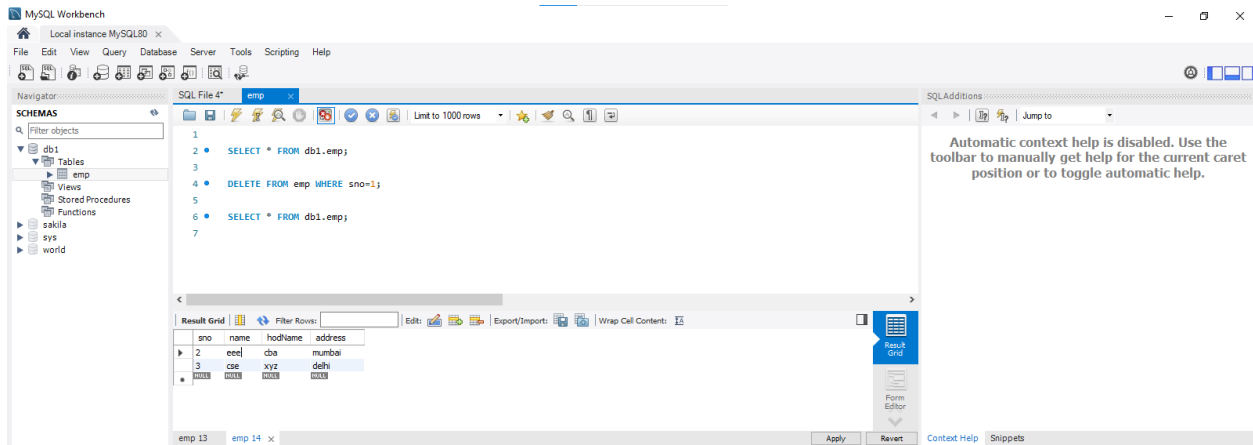 MySQL Workbench
Local instance MySQL80
File Edit View Query Database Server Tools Scripting Help
Navigator
SCHEMAS
Filter objects
db1
Tables
emp
Views
Stored Procedures
Functions
sakila
sys
world
SQL File 4* emp
Limit to 1000 rows
1
2 SELECT * FROM db1.emp;
3
4 DELETE FROM emp WHERE sno=1;
5
6 SELECT * FROM db1.emp;
7
Result Grid Filter Rows: Edit: Export/Import: Wrap Cell Content:
sno name hodName address
2 eee cba mumbai
3 cse xyz delhi
NULL NULL NULL NULL
Result
Grid
Form
Editor
emp 13 emp 14 Apply Revert
SQLAdditions
Jump to
Automatic context help is disabled. Use the
toolbar to manually get help for the current caret
position or to toggle automatic help.
Context Help Snippets